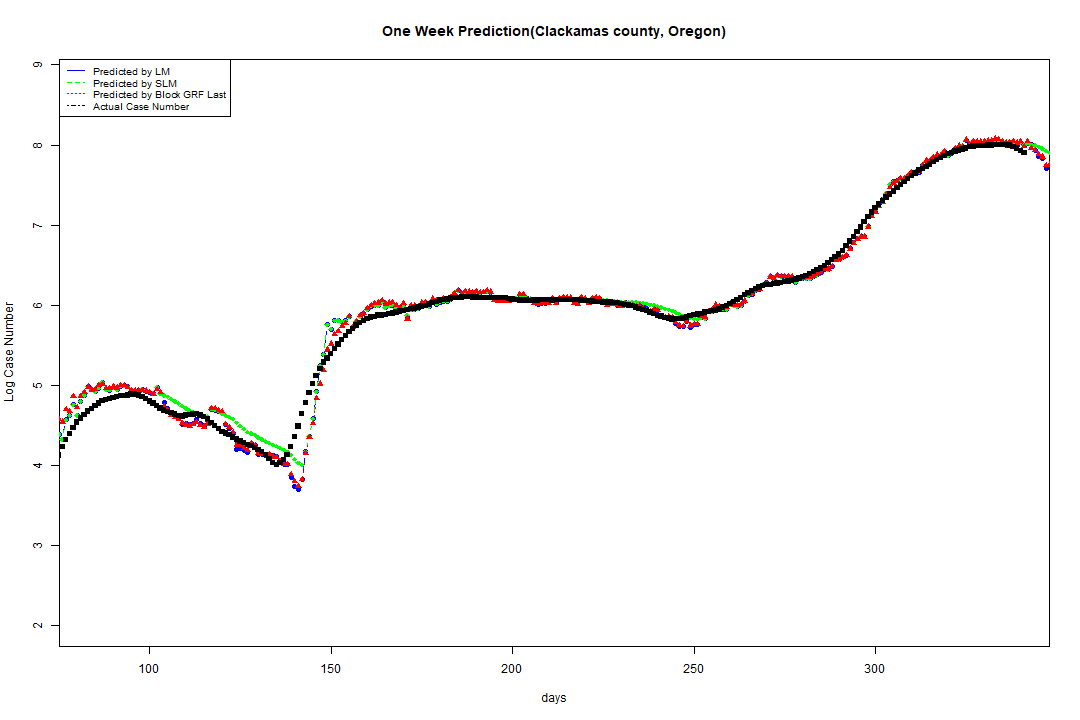 One Week Prediction(Clackamas county, Oregon)
Predicted by LM
Predicted by SLM
Predicted by Block GRF Last
Actual Case Number
9
8
7
6
5
4
3
2
Log Case Number
100 150 200 250 300
days